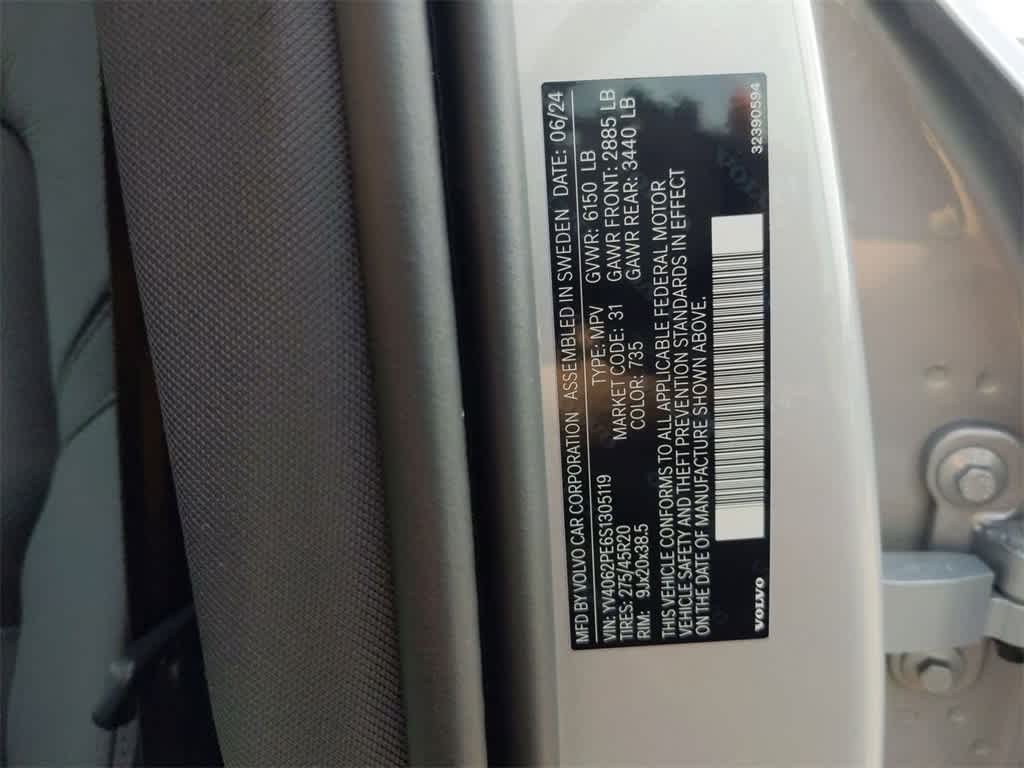 MFD BY VOLVO CAR CORPORATION ASSEMBLED IN SWEDEN DATE: 06/24
VIN: YV4062PE6S1305119 TYPE: MPV GVWR: 6150 LB
TIRES: 275/45R20 MARKET CODE: 31 GAWR FRONT: 2885 LB
RIM: 9Jx20x38.5 COLOR: 735 GAWR REAR: 3440 LB
THIS VEHICLE CONFORMS TO ALL APPLICABLE FEDERAL MOTOR
VEHICLE SAFETY AND THEFT PREVENTION STANDARDS IN EFFECT
ON THE DATE OF MANUFACTURE SHOWN ABOVE.
VOLVO 32390594